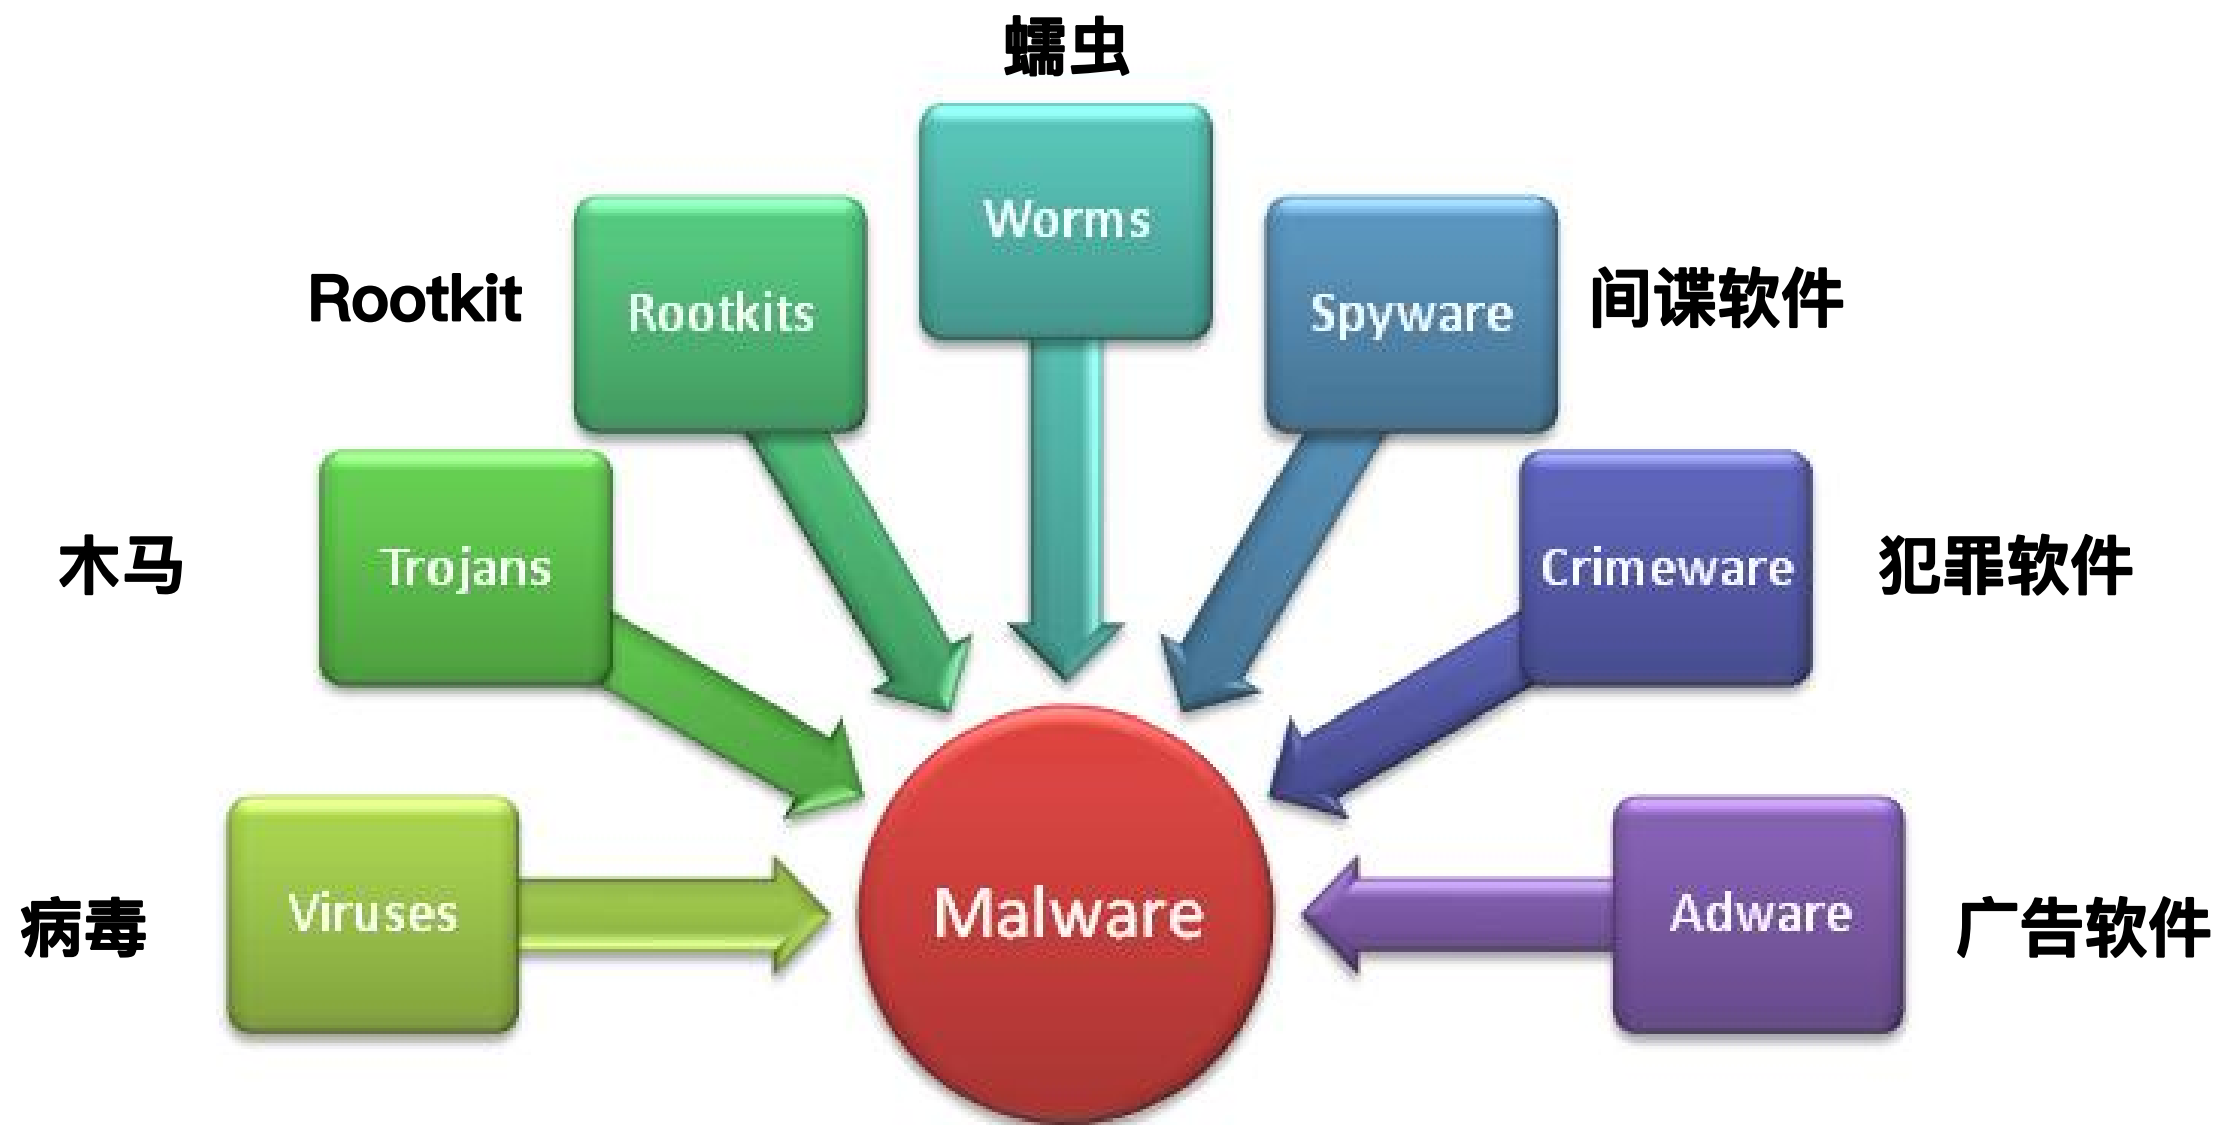 蠕虫
Worms
Rootkit
Rootkits
Spyware
间谍软件
木马
Trojans
Crimeware
犯罪软件
病毒
Viruses
Malware
Adware
广告软件